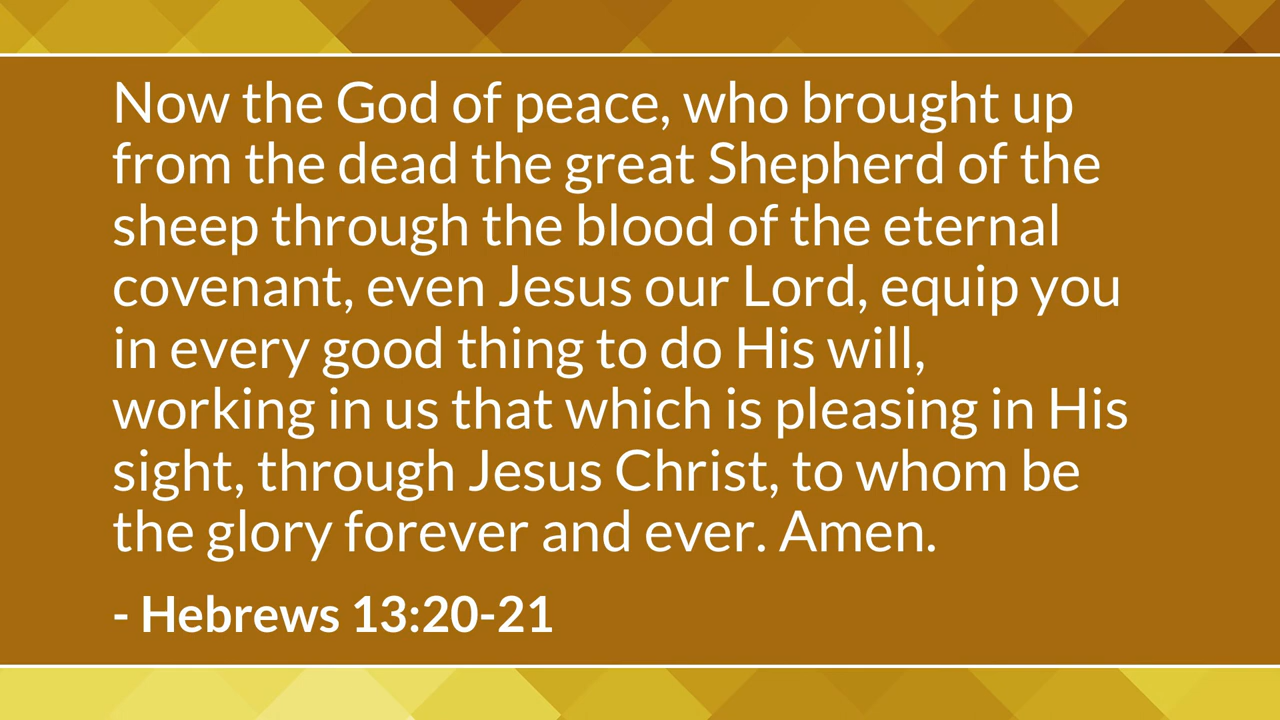 Now the God of peace, who brought up
from the dead the great Shepherd of the
sheep through the blood of the eternal
covenant, even Jesus our Lord, equip you
in every good thing to do His will,
working in us that which is pleasing in His
sight, through Jesus Christ, to whom be
the glory forever and ever. Amen.
- Hebrews 13:20-21